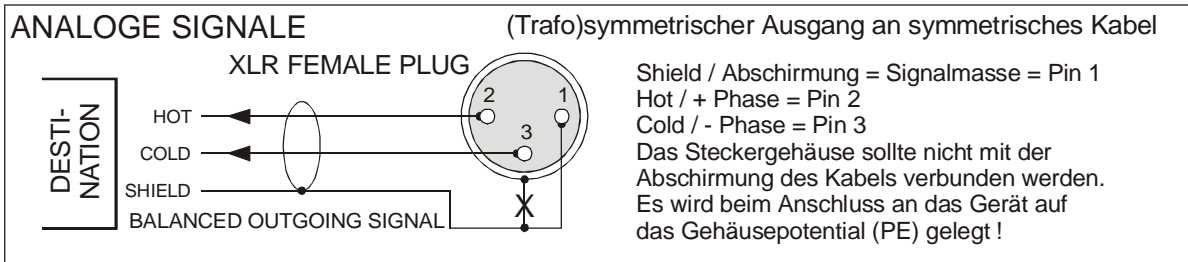 ANALOGE SIGNALE
(Trafo)symmetrischer Ausgang an symmetrisches Kabel
XLR FEMALE PLUG
DESTI-
NATION
HOT
COLD
SHIELD
BALANCED OUTGOING SIGNAL
2
1
3
X
Shield / Abschirmung = Signalmasse = Pin 1
Hot / + Phase = Pin 2
Cold / - Phase = Pin 3
Das Steckergehäuse sollte nicht mit der
Abschirmung des Kabels verbunden werden.
Es wird beim Anschluss an das Gerät auf
das Gehäusepotential (PE) gelegt !